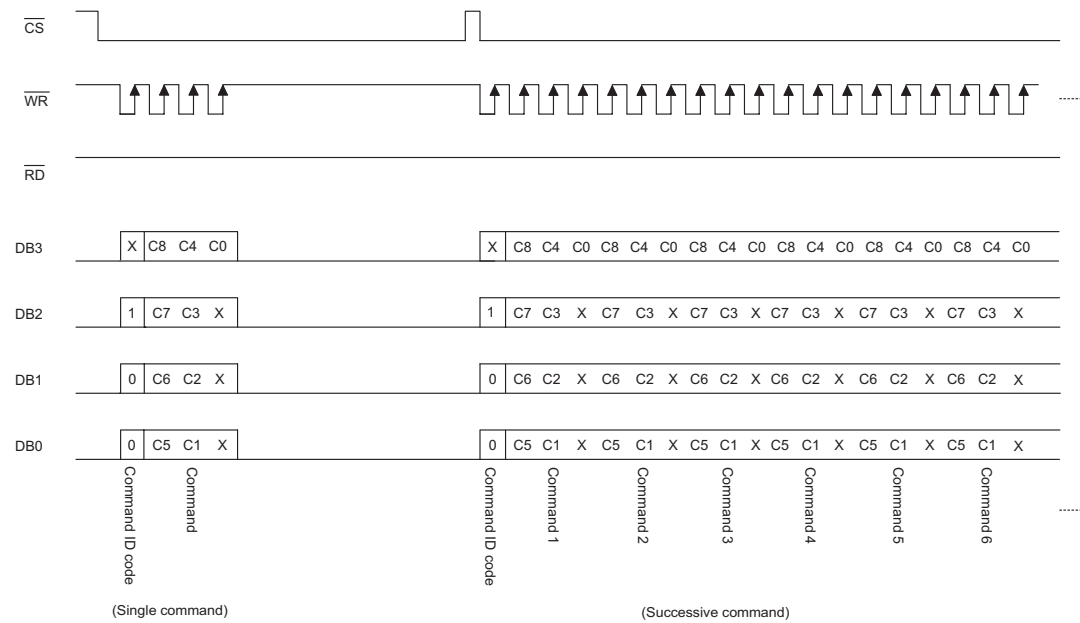 CS
WR
RD
DB3 X C8 C4 C0 X C8 C4 C0 C8 C4 C0 C8 C4 C0 C8 C4 C0 C8 C4 C0 C8 C4 C0
DB2 1 C7 C3 X 1 C7 C3 X C7 C3 X C7 C3 X C7 C3 X C7 C3 X C7 C3 X
DB1 0 C6 C2 X 0 C6 C2 X C6 C2 X C6 C2 X C6 C2 X C6 C2 X C6 C2 X
DB0 0 C5 C1 X 0 C5 C1 X C5 C1 X C5 C1 X C5 C1 X C5 C1 X C5 C1 X
Command ID code
Command
Command ID code
Command 1
Command 2
Command 3
Command 4
Command 5
Command 6
(Single command)
(Successive command)